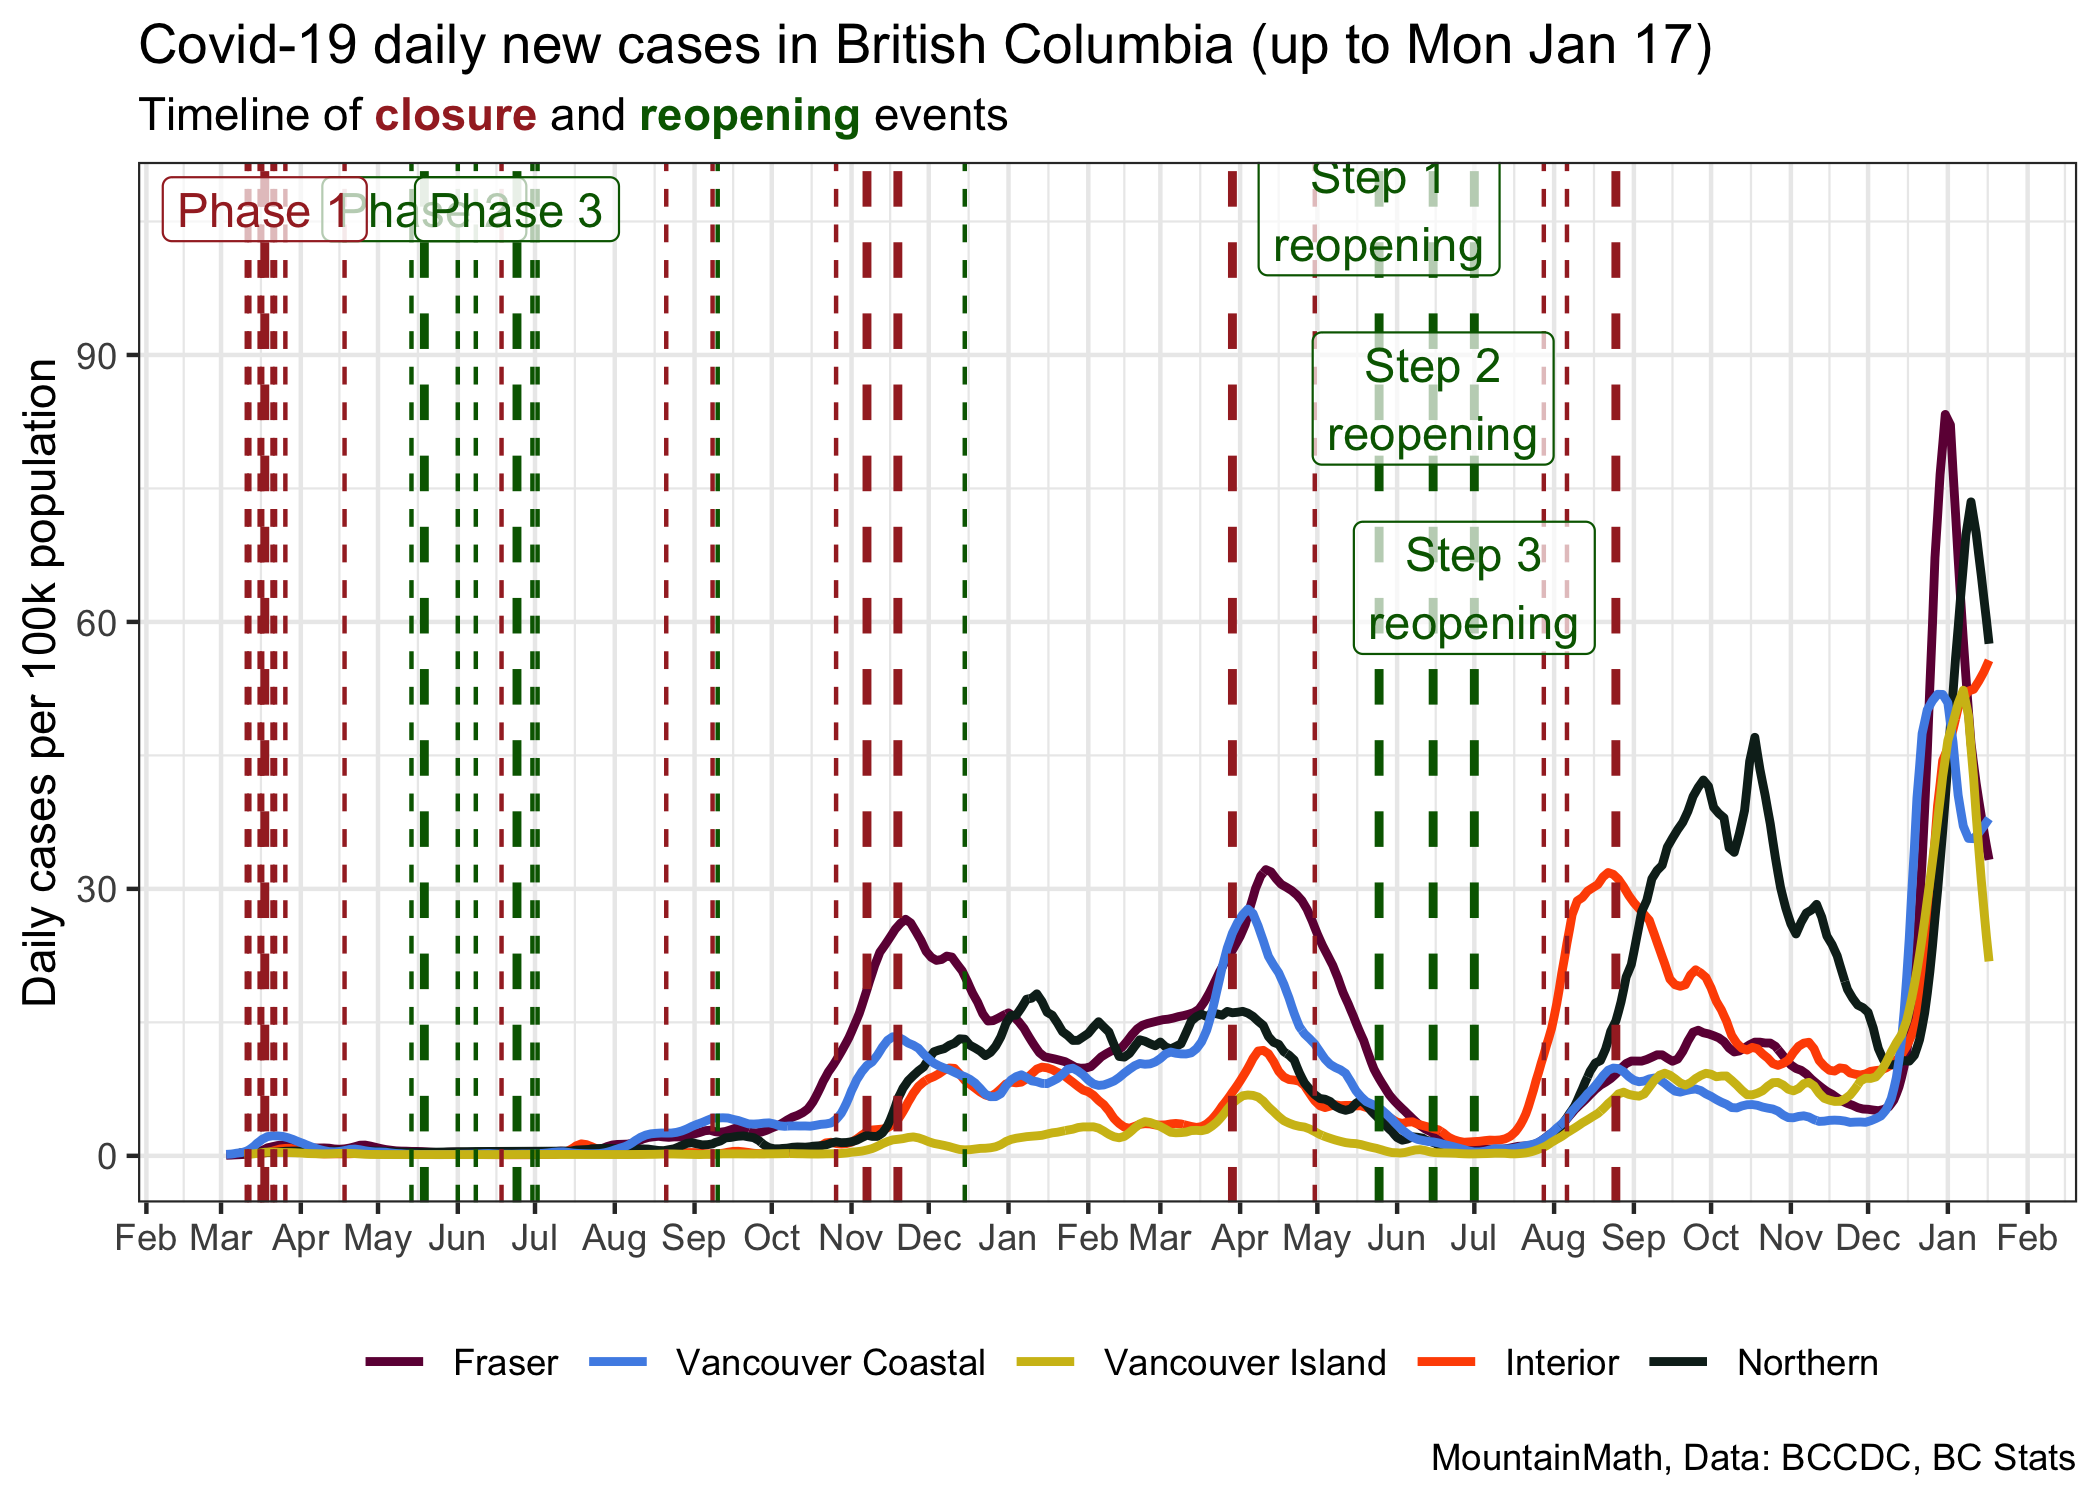 Covid-19 daily new cases in British Columbia (up to Mon Jan 17)
Timeline of closure and reopening events
Phase 1
Phase 2
Phase 3
Step 1
reopening
Step 2
reopening
Step 3
reopening
Daily cases per 100k population
90
60
30
0
Feb Mar Apr May Jun Jul Aug Sep Oct Nov Dec Jan Feb Mar Apr May Jun Jul Aug Sep Oct Nov Dec Jan Feb
Fraser Vancouver Coastal Vancouver Island Interior Northern
MountainMath, Data: BCCDC, BC Stats